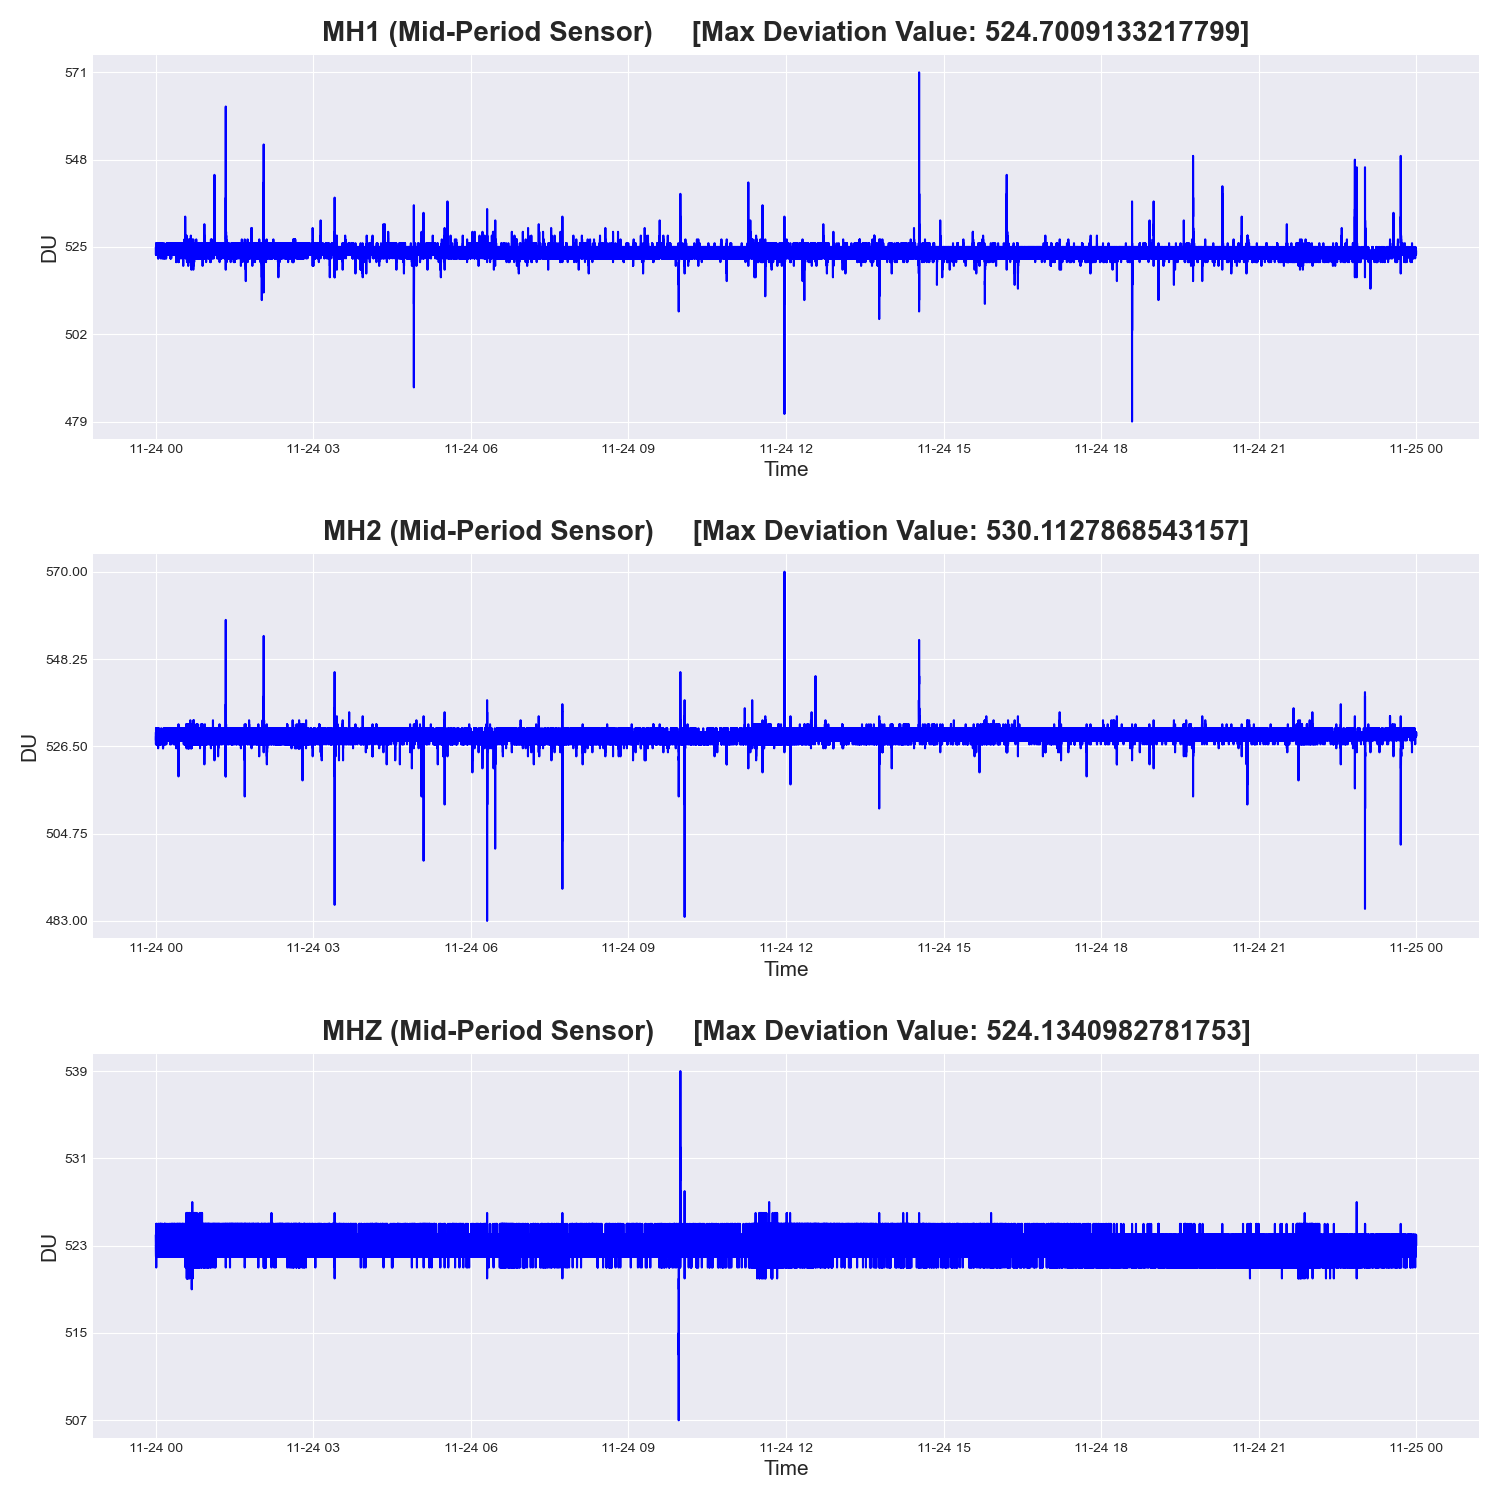 MH1 (Mid-Period Sensor) [Max Deviation Value: 524.7009133217799]
571
548
525
502
479
DU
11-24 00 11-24 03 11-24 06 11-24 09 11-24 12 11-24 15 11-24 18 11-24 21 11-25 00
Time
MH2 (Mid-Period Sensor) [Max Deviation Value: 530.1127868543157]
570.00
548.25
526.50
504.75
483.00
DU
11-24 00 11-24 03 11-24 06 11-24 09 11-24 12 11-24 15 11-24 18 11-24 21 11-25 00
Time
MHZ (Mid-Period Sensor) [Max Deviation Value: 524.1340982781753]
539
531
523
515
507
DU
11-24 00 11-24 03 11-24 06 11-24 09 11-24 12 11-24 15 11-24 18 11-24 21 11-25 00
Time